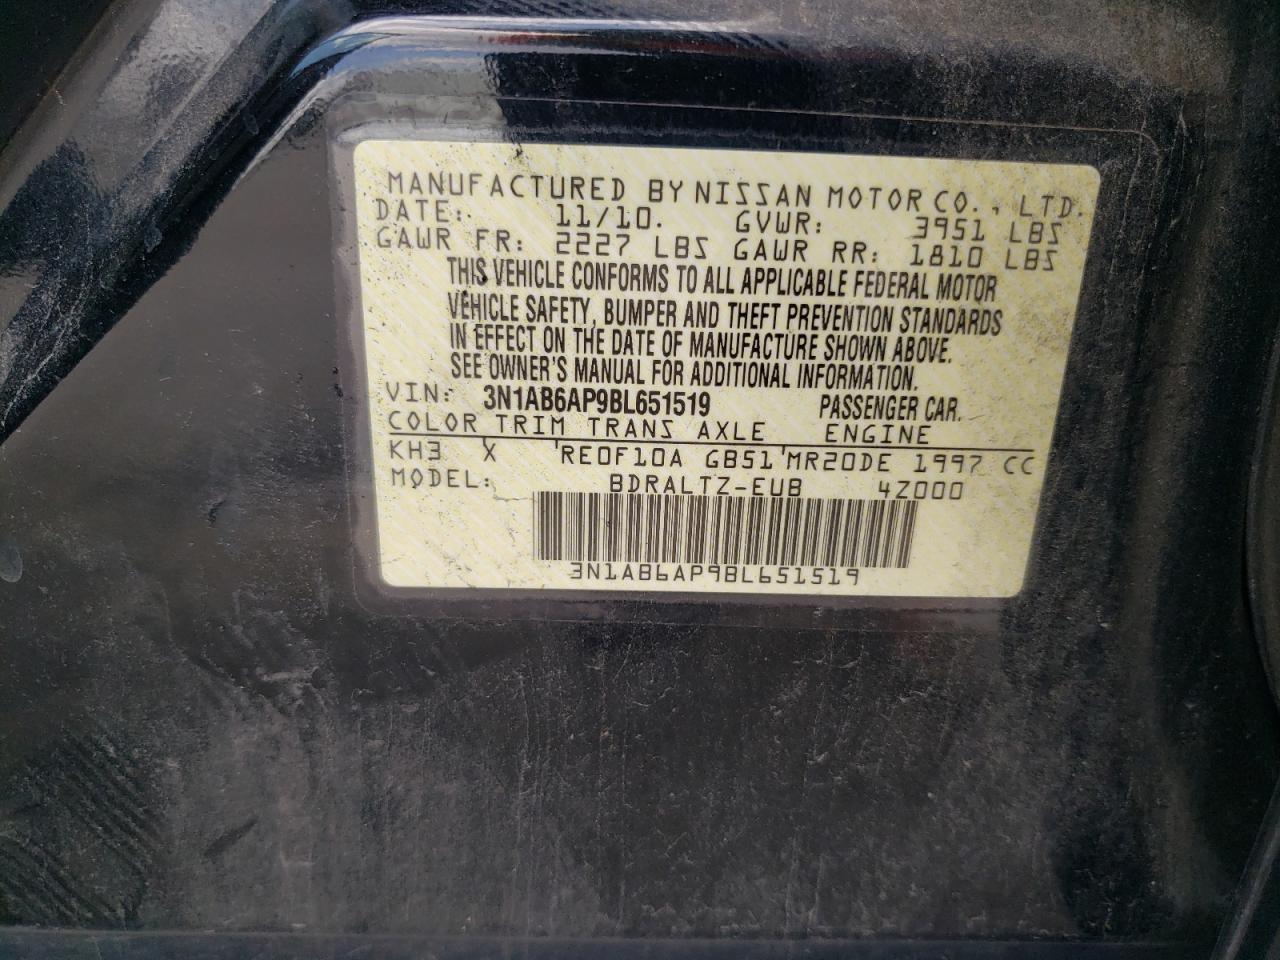 MANUFACTURED BY NISSAN MOTOR CO., LTD.
DATE: 11/10. GVWR: 3951 LBS
GAWR FR: 2227 LBS GAWR RR: 1810 LBS
THIS VEHICLE CONFORMS TO ALL APPLICABLE FEDERAL MOTOR
VEHICLE SAFETY, BUMPER AND THEFT PREVENTION STANDARDS
IN EFFECT ON THE DATE OF MANUFACTURE SHOWN ABOVE.
SEE OWNER'S MANUAL FOR ADDITIONAL INFORMATION.
VIN: 3N1AB6AP9BL651519 PASSENGER CAR.
COLOR TRIM TRANS AXLE ENGINE
KH3 X 'RE0F10A GB51'MR20DE 1997 CC
MODEL: BDRALTZ-EUB 4Z000
3N1AB6AP9BL651519